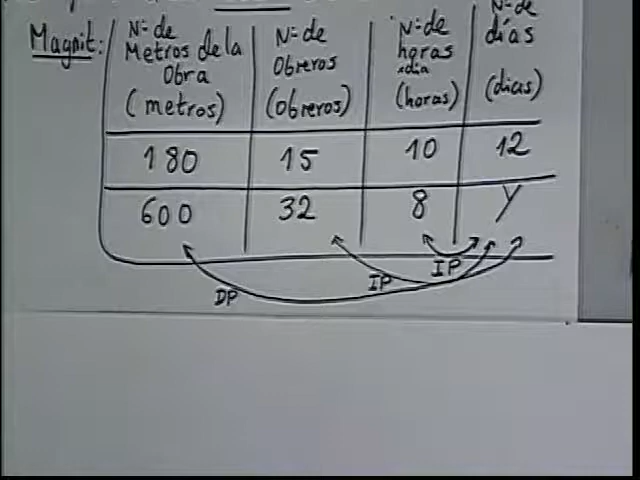 Magnit:
Nº de Metros de la Obra (metros)
Nº de Obreros (obreros)
Nº de horas día (horas)
Nº de días (días)
180 15 10 12
600 32 8 y
DP IP IP